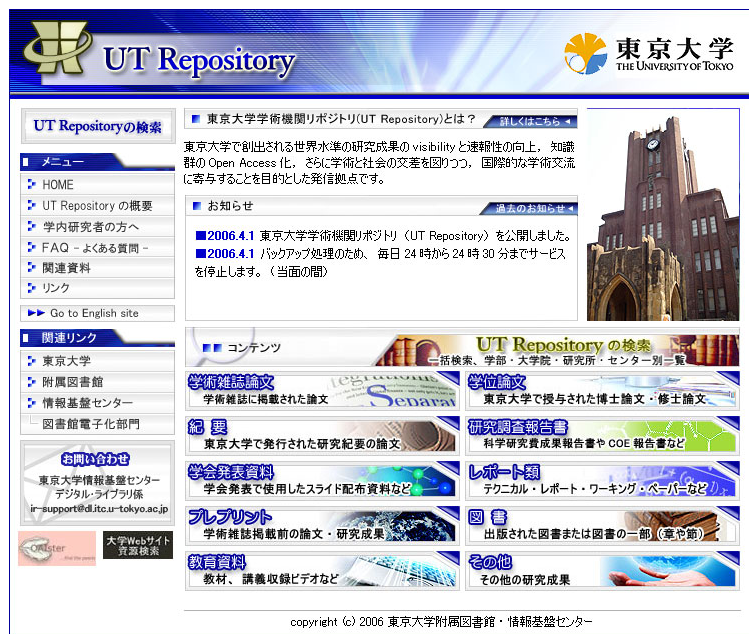 UT Repository
東京大学
THE UNIVERSITY OF TOKYO
UT Repositoryの検索
メニュー
HOME
UT Repository の概要
学内研究者の方へ
FAQ - よくある質問 -
関連資料
リンク
Go to English site
関連リンク
東京大学
附属図書館
情報基盤センター
図書館電子化部門
お問い合わせ
東京大学情報基盤センター
デジタル・ライブラリ係
ir-support@dl.itc.u-tokyo.ac.jp
OAIster
...find the pearls
大学Webサイト
資源検索
東京大学学術機関リポジトリ(UT Repository)とは？
詳しくはこちら
東京大学で創出される世界水準の研究成果の visibility と速報性の向上， 知識
群の Open Access 化， さらに学術と社会の交差を図りつつ， 国際的な学術交流
に寄与することを目的とした発信拠点です。
お知らせ
過去のお知らせ
■2006.4.1 東京大学学術機関リポジトリ（UT Repository）を公開しました。
■2006.4.1 バックアップ処理のため、 毎日 24 時から 24 時 30 分までサービス
を停止します。（当面の間）
コンテンツ
UT Repository の検索
一括検索、学部・大学院・研究所・センター別一覧
学術雑誌論文
学術雑誌に掲載された論文
学位論文
東京大学で授与された博士論文・修士論文
紀 要
東京大学で発行された研究紀要の論文
研究調査報告書
科学研究費成果報告書や COE 報告書など
学会発表資料
学会発表で使用したスライド配布資料など
レポート類
テクニカル・レポート・ワーキング・ペーパーなど
プレプリント
学術雑誌掲載前の論文・研究成果
図 書
出版された図書または図書の一部（章や節）
教育資料
教材、講義収録ビデオなど
その他
その他の研究成果
copyright (c) 2006 東京大学附属図書館・情報基盤センター